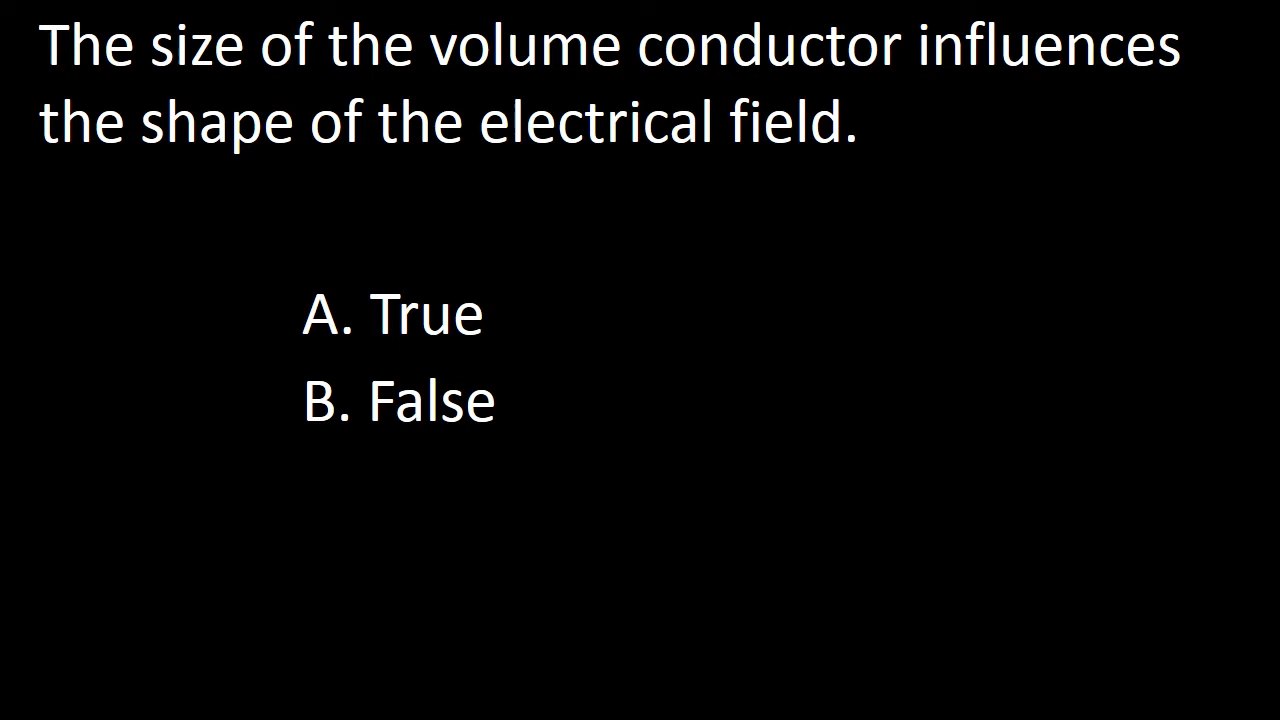 The size of the volume conductor influences
the shape of the electrical field.
A. True
B. False